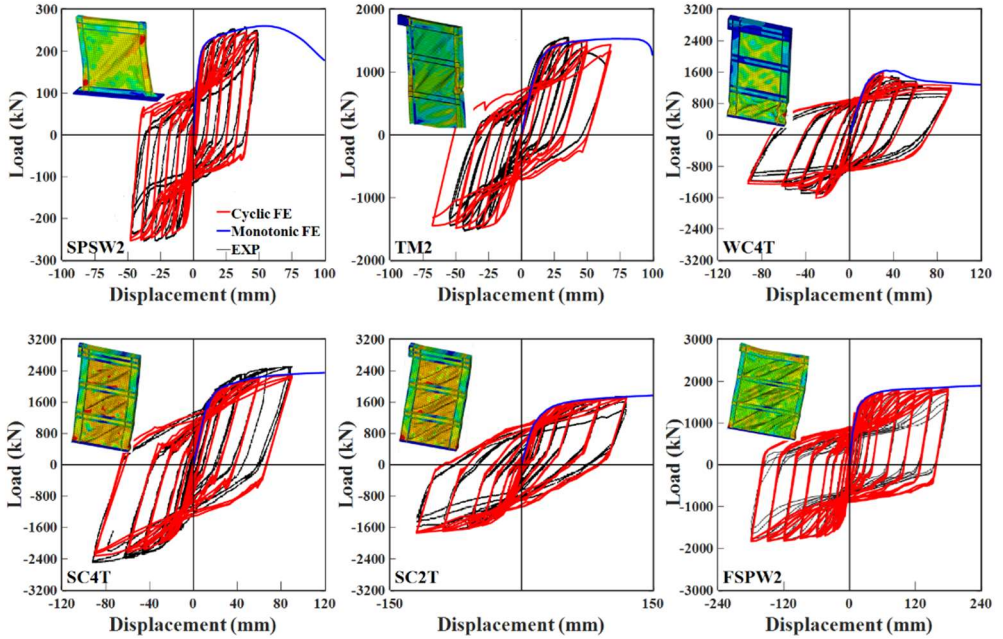 300
200
100
0
-100
-200
-300
-100 -75 -50 -25 0 25 50 75 100
Load (kN)
Displacement (mm)
SPSW2
Cyclic FE
Monotonic FE
EXP
2000
1000
0
-1000
-2000
-100 -75 -50 -25 0 25 50 75 100
Load (kN)
Displacement (mm)
TM2
3200
2400
1600
800
0
-800
-1600
-2400
-3200
-120 -80 -40 0 40 80 120
Load (kN)
Displacement (mm)
WC4T
3200
2400
1600
800
0
-800
-1600
-2400
-3200
-120 -80 -40 0 40 80 120
Load (kN)
Displacement (mm)
SC4T
3200
2400
1600
800
0
-800
-1600
-2400
-3200
-150 150
Load (kN)
Displacement (mm)
SC2T
3000
2000
1000
0
-1000
-2000
-3000
-240 -120 0 120 240
Load (kN)
Displacement (mm)
FSPW2